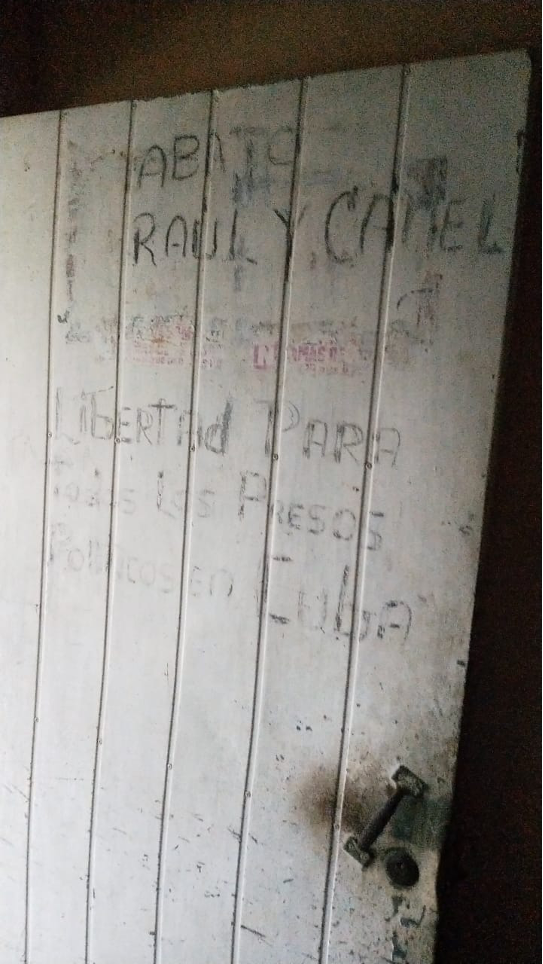 ABAJO
RAUL Y CANEL
LibERTAd PARA
Todos los PRESOS
POLiticos En CubA